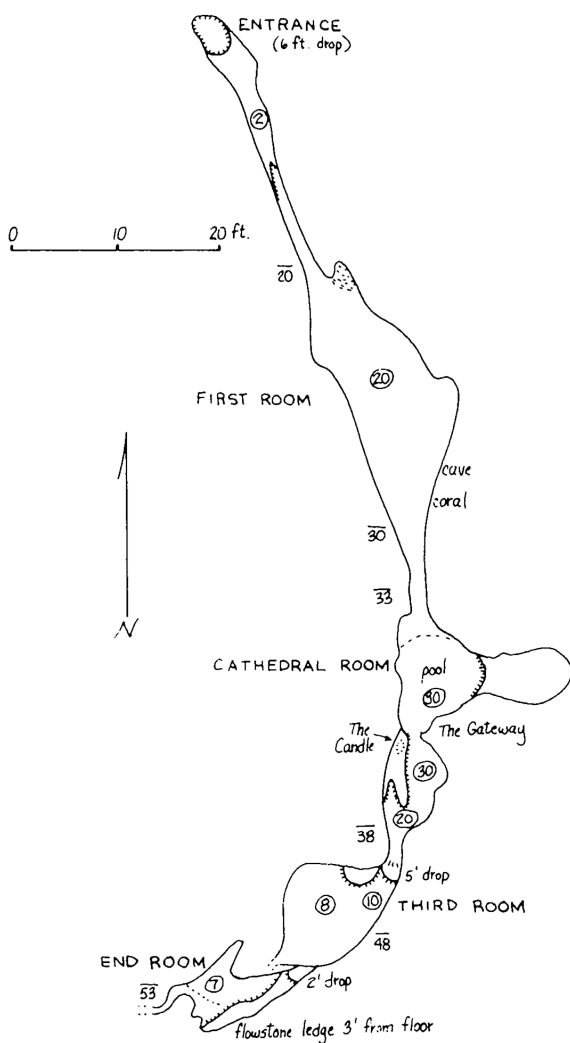 ENTRANCE
(6 ft. drop)
2
0 10 20 ft.
20
20
FIRST ROOM
cave
coral
30
33
CATHEDRAL ROOM
pool
30
The Gateway
The
Candle
30
20
38
5' drop
8
10
THIRD ROOM
48
END ROOM
7
53
2' drop
flowstone ledge 3' from floor
N